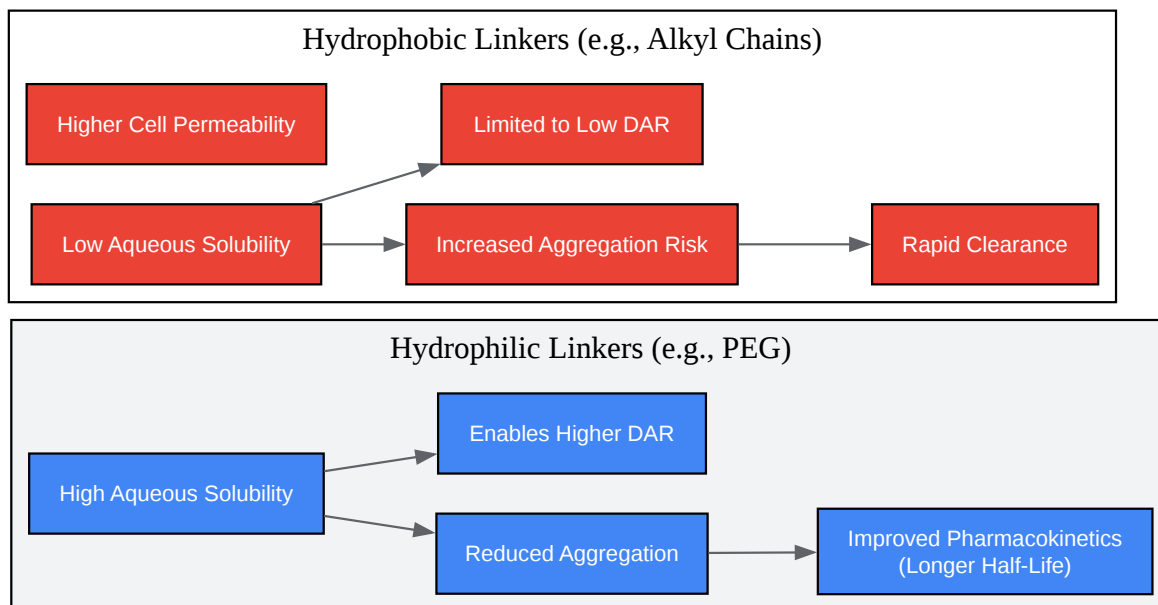 Hydrophobic Linkers (e.g., Alkyl Chains)
Higher Cell Permeability
Limited to Low DAR
Low Aqueous Solubility
Increased Aggregation Risk
Rapid Clearance
Hydrophilic Linkers (e.g., PEG)
Enables Higher DAR
High Aqueous Solubility
Reduced Aggregation
Improved Pharmacokinetics
(Longer Half-Life)